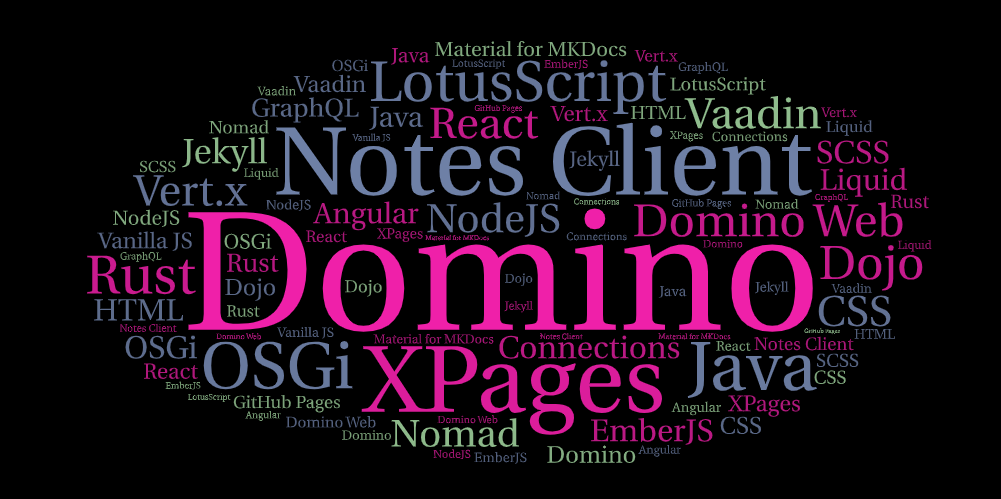 Java
Material for MKDocs
Vert.x
OSGi
LotusScript
LotusScript
EmberJS
GraphQL
Vaadin
Vaadin
LotusScript
GraphQL
Java
GitHub Pages
React
Vert.x
HTML
Vaadin
Vert.x
Nomad
Vanilla JS
Notes Client
XPages
Connections
Liquid
Jekyll
Jekyll
SCSS
SCSS
Liquid
Liquid
Vert.x
Nomad
Connections
GitHub Pages
Nomad
GraphQL
Rust
NodeJS
NodeJS
Angular
NodeJS
Domino Web
Vanilla JS
OSGi
React
XPages
Material for MKDocs
Connections
Domino
Liquid
GraphQL
Rust
Rust
Domino
Dojo
Dojo
Dojo
Dojo
Jekyll
Java
Jekyll
Vaadin
HTML
Rust
CSS
Notes Client
Domino Web
Vanilla JS
Material for MKDocs
Notes Client
Material for MKDocs
GitHub Pages
HTML
OSGi
OSGi
XPages
Connections
Java
React
Notes Client
SCSS
React
EmberJS
CSS
LotusScript
GitHub Pages
Angular
Angular
XPages
Domino Web
Domino
Nomad
Domino Web
EmberJS
CSS
NodeJS
EmberJS
Domino
Angular